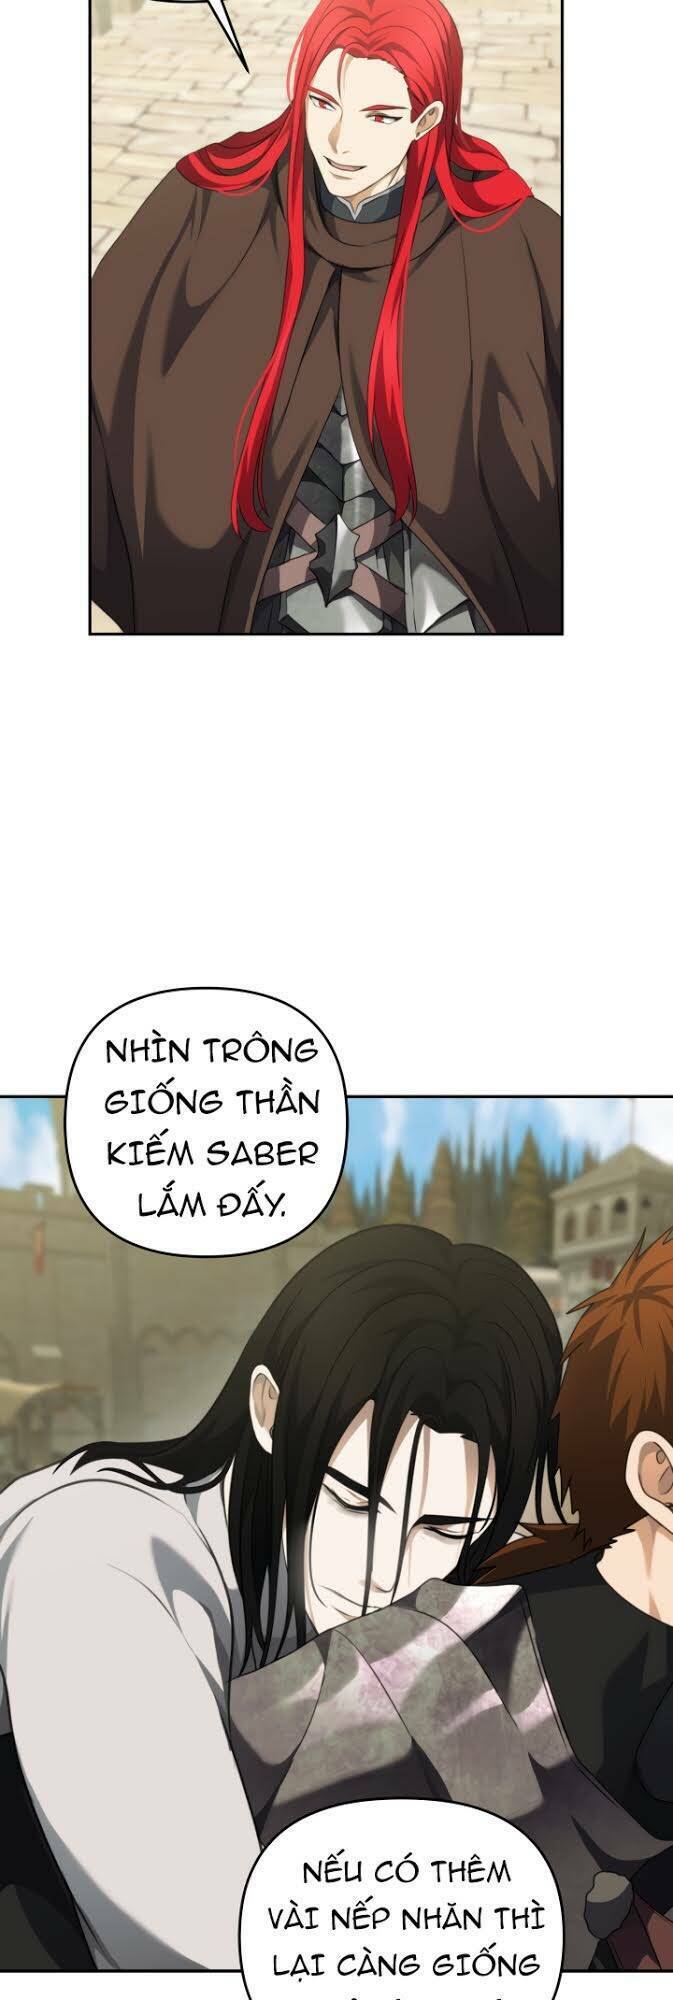 NHÌN TRÔNG
GIỐNG THẦN
KIẾM SABER
LẮM ĐẤY.
NẾU CÓ THÊM
VÀI NẾP NHĂN THÌ
LẠI CÀNG GIỐNG